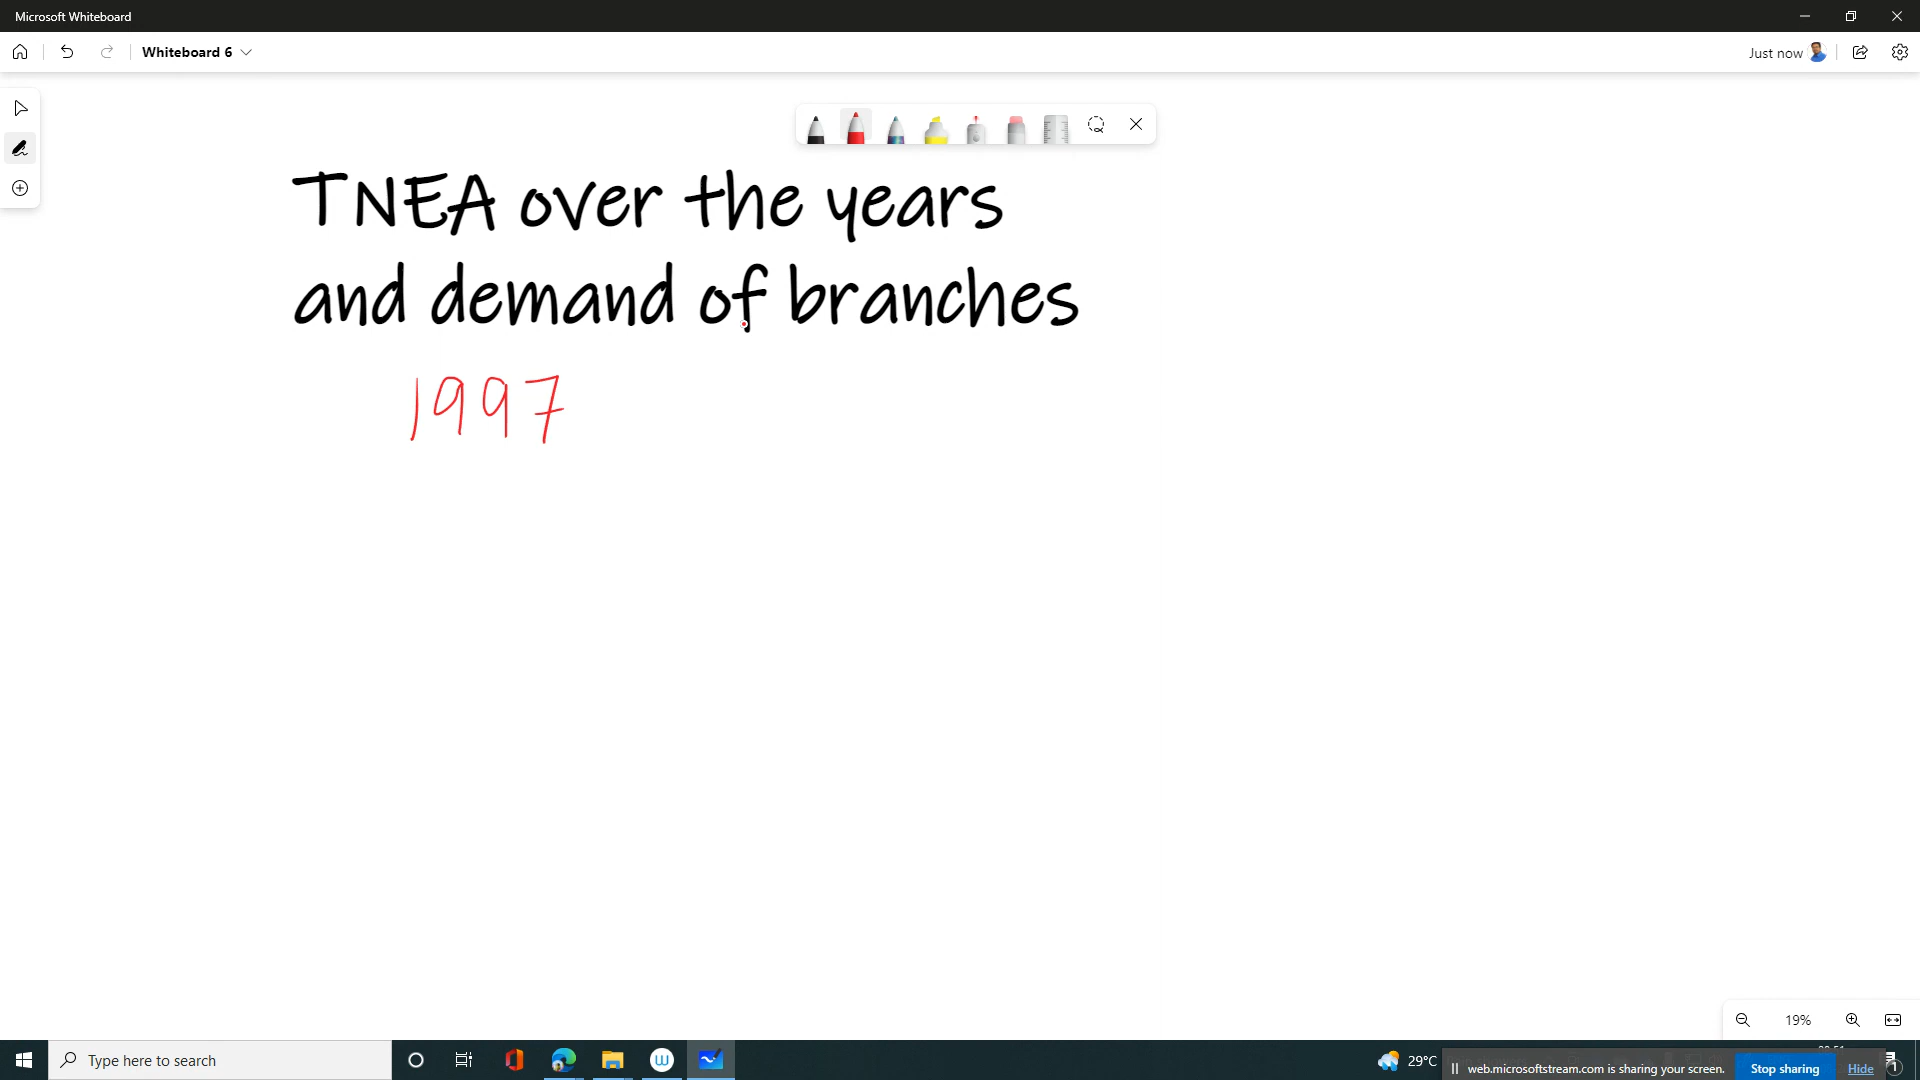 Microsoft Whiteboard
Whiteboard 6
Just now
TNEA over the years
and demand of branches
1997
19%
Type here to search
29°C
web.microsoftstream.com is sharing your screen.
Stop sharing
Hide
1